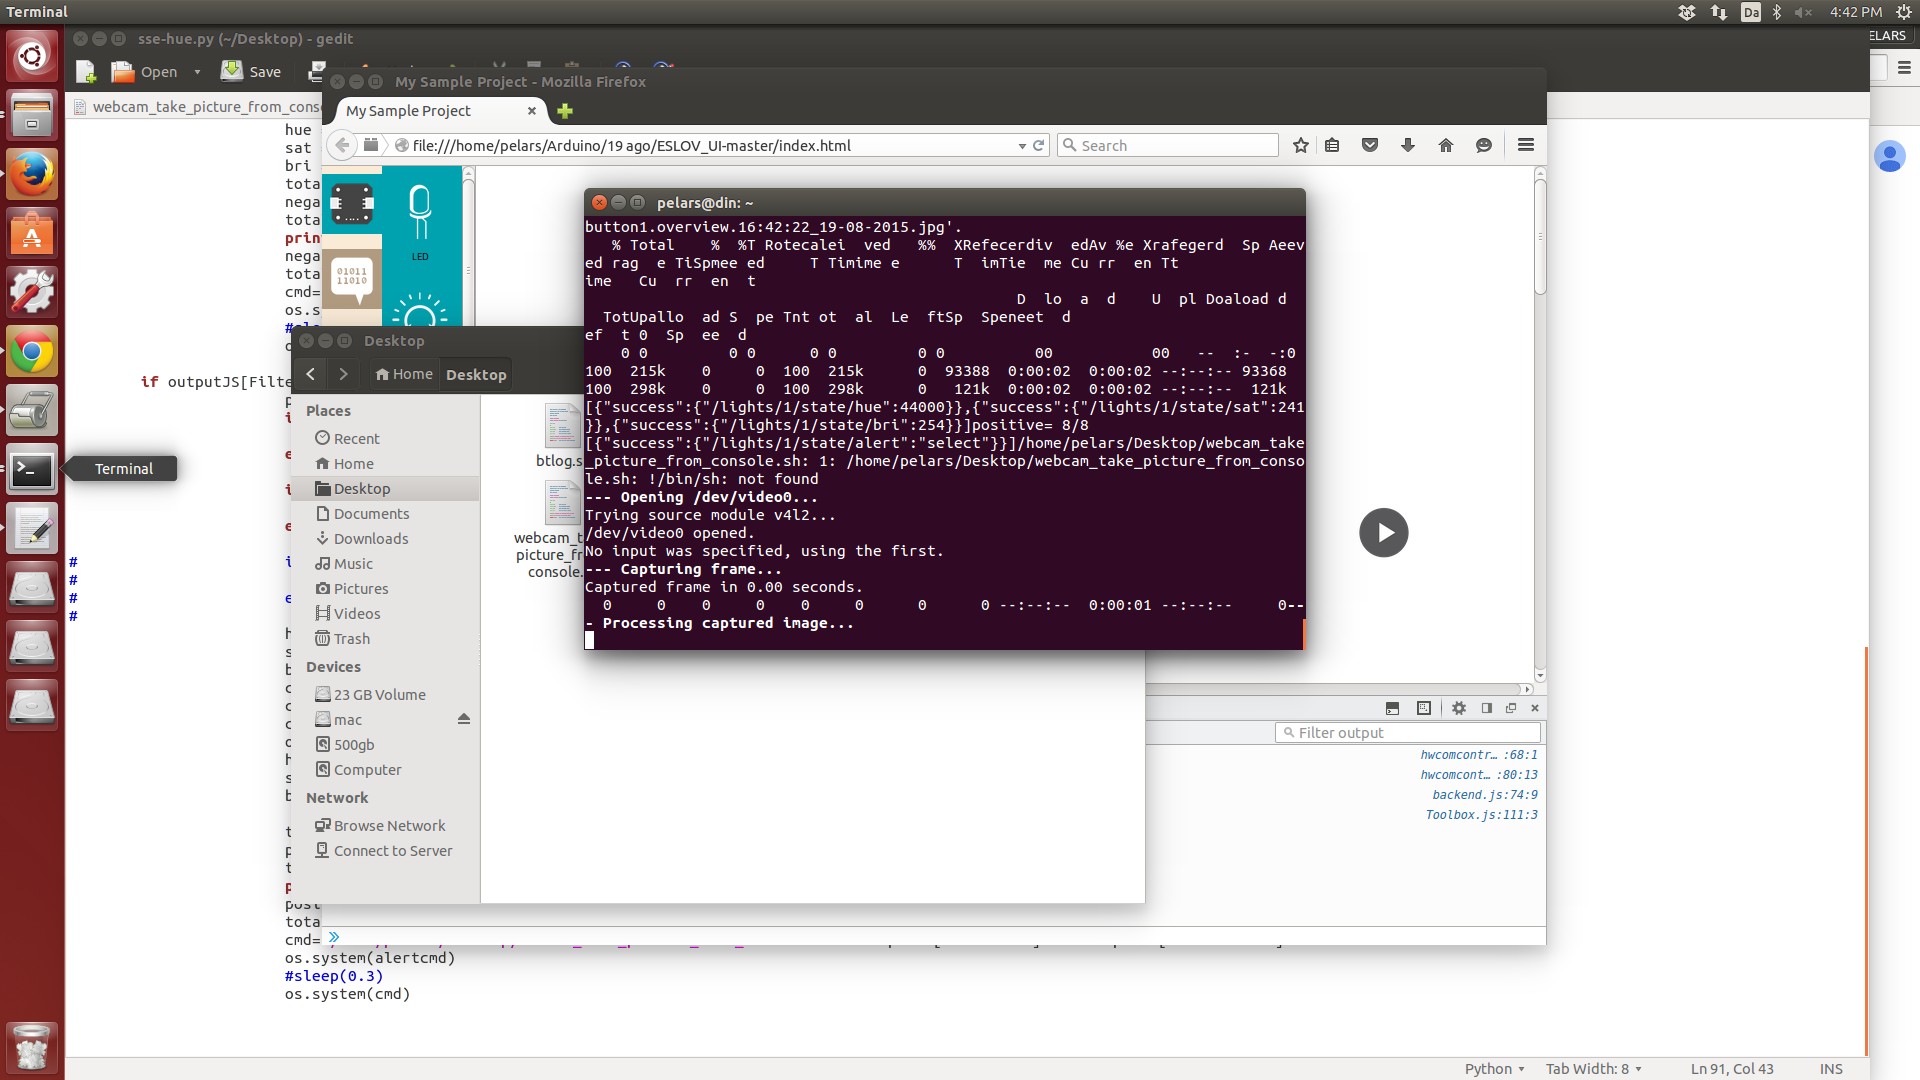 Terminal
Da
4:42 PM
sse-hue.py (~/Desktop) - gedit
ELARS
Open
Save
My Sample Project - Mozilla Firefox
webcam_take_picture_from_conso
My Sample Project
file:///home/pelars/Arduino/19 ago/ESLOV_UI-master/index.html
Search
hue
sat
bri
tota
nega
tota
prin
nega
tota
cmd=
os.s
if outputJS[Filte
LED
01011
11010
pelars@din: ~
button1.overview.16:42:22_19-08-2015.jpg'.
% Total % %T Rotecalei ved %% XRefecerdiv edAv %e Xrafegerd Sp Aeev
ed rag e TiSpmee ed T Timime e T imTie me Cu rr en Tt
ime Cu rr en t
D lo a d U pl Doaload d
TotUpallo ad S pe Tnt ot al Le ftSp Speneet d
ef t 0 Sp ee d
0 0 0 0 0 0 0 0 00 00 -- :- -:0
100 215k 0 0 100 215k 0 93388 0:00:02 0:00:02 --:--:-- 93368
100 298k 0 0 100 298k 0 121k 0:00:02 0:00:02 --:--:-- 121k
[{"success":{"/lights/1/state/hue":44000}},{"success":{"/lights/1/state/sat":241
}},{"success":{"/lights/1/state/bri":254}}]positive= 8/8
[{"success":{"/lights/1/state/alert":"select"}}]/home/pelars/Desktop/webcam_take
_picture_from_console.sh: 1: /home/pelars/Desktop/webcam_take_picture_from_conso
le.sh: !/bin/sh: not found
--- Opening /dev/video0...
Trying source module v4l2...
/dev/video0 opened.
No input was specified, using the first.
--- Capturing frame...
Captured frame in 0.00 seconds.
0 0 0 0 0 0 0 0 --:--:-- 0:00:01 --:--:-- 0--
- Processing captured image...
Desktop
Home
Desktop
Places
Recent
Home
Desktop
Documents
Downloads
Music
Pictures
Videos
Trash
Devices
23 GB Volume
mac
500gb
Computer
Network
Browse Network
Connect to Server
btlog.s
webcam_t
picture_fr
console.
Terminal
#
#
#
#
Filter output
hwcomcontr… :68:1
hwcomcont… :80:13
backend.js:74:9
Toolbox.js:111:3
»
post
tota
cmd=
os.system(alertcmd)
#sleep(0.3)
os.system(cmd)
Python
Tab Width: 8
Ln 91, Col 43
INS